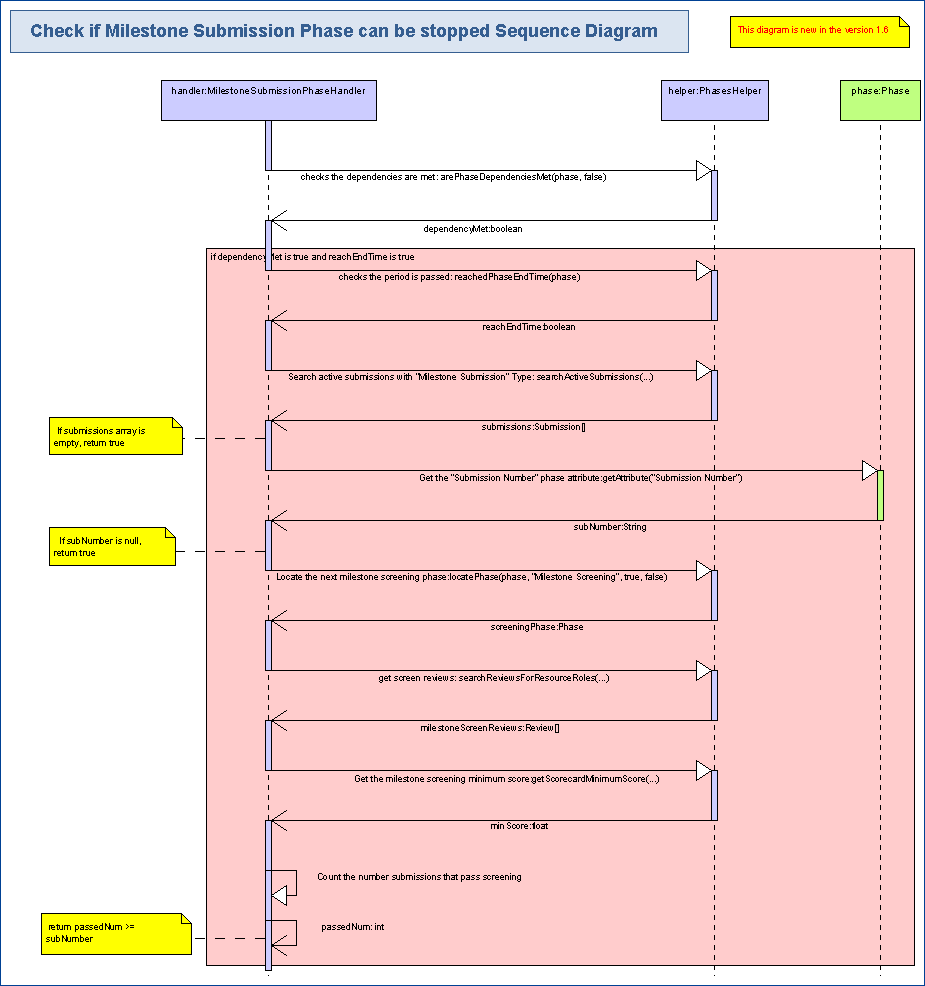 Check if Milestone Submission Phase can be stopped Sequence Diagram
This diagram is new in the version 1.6
handler:MilestoneSubmissionPhaseHandler
helper:PhasesHelper
phase:Phase
checks the dependencies are met: arePhaseDependenciesMet(phase, false)
dependencyMet:boolean
if dependencyMet is true and reachEndTime is true
checks the period is passed: reachedPhaseEndTime(phase)
reachEndTime:boolean
Search active submissions with "Milestone Submission" Type: searchActiveSubmissions(...)
If submissions array is
empty, return true
submissions:Submission[]
Get the "Submission Number" phase attribute:getAttribute("Submission Number")
subNumber:String
If subNumber is null,
return true
Locate the next milestone screening phase:locatePhase(phase, "Milestone Screening", true, false)
screeningPhase:Phase
get screen reviews: searchReviewsForResourceRoles(...)
milestoneScreenReviews:Review[]
Get the milestone screening minimum score:getScorecardMinimumScore(...)
minScore:float
Count the number submissions that pass screening
passedNum: int
return passedNum >=
subNumber